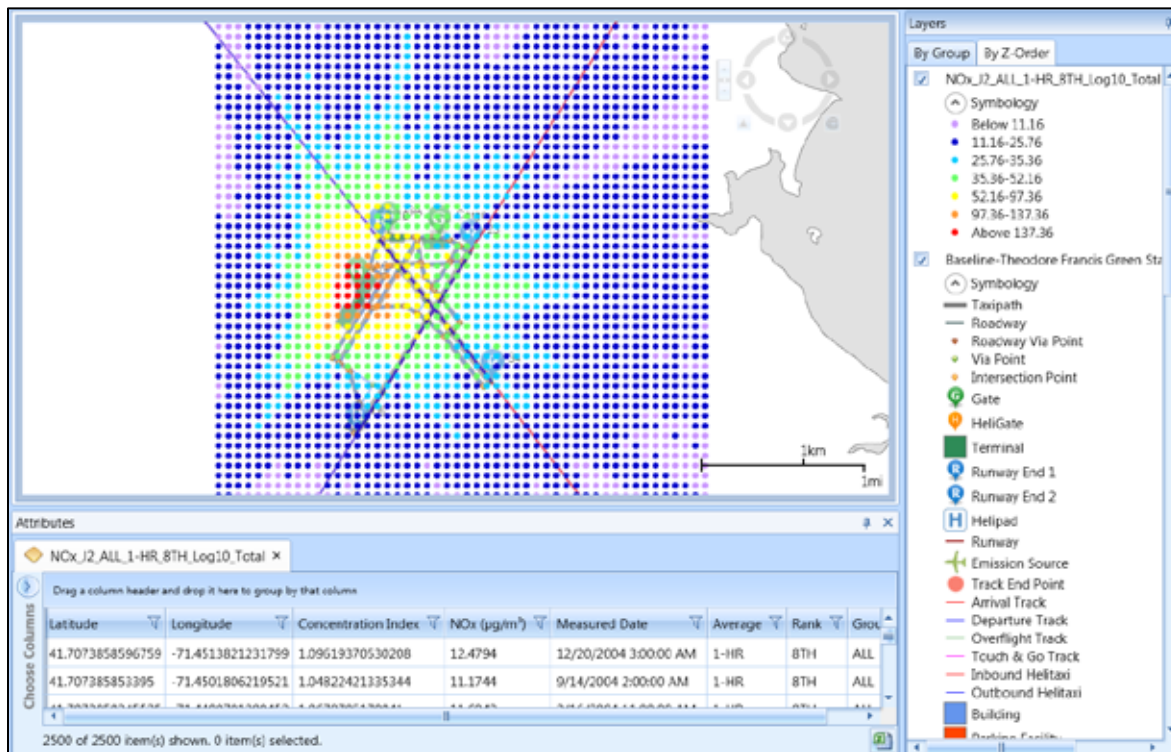 Layers
By Group By Z-Order
NOx_J2_ALL_1-HR_8TH_Log10_Total
Symbology
Below 11.16
11.16-25.76
25.76-35.36
35.36-52.16
52.16-97.36
97.36-137.36
Above 137.36
Baseline-Theodore Francis Green Sta
Symbology
Taxipath
Roadway
Roadway Via Point
Via Point
Intersection Point
G Gate
H HeliGate
Terminal
R Runway End 1
R Runway End 2
H Helipad
Runway
Emission Source
Track End Point
Arrival Track
Departure Track
Overflight Track
Touch & Go Track
Inbound Helitaxi
Outbound Helitaxi
Building
Parking Facility
1km
1mi
Attributes
NOx_J2_ALL_1-HR_8TH_Log10_Total ×
Choose Columns
Drag a column header and drop it here to group by that column
Latitude Longitude Concentration Index NOx (µg/m³) Measured Date Average Rank Grou
41.7073858596759 -71.4513821231799 1.09619370530208 12.4794 12/20/2004 3:00:00 AM 1-HR 8TH ALL
41.707385853395 -71.4501806219521 1.04822421335344 11.1744 9/14/2004 2:00:00 AM 1-HR 8TH ALL
2500 of 2500 item(s) shown. 0 item(s) selected.